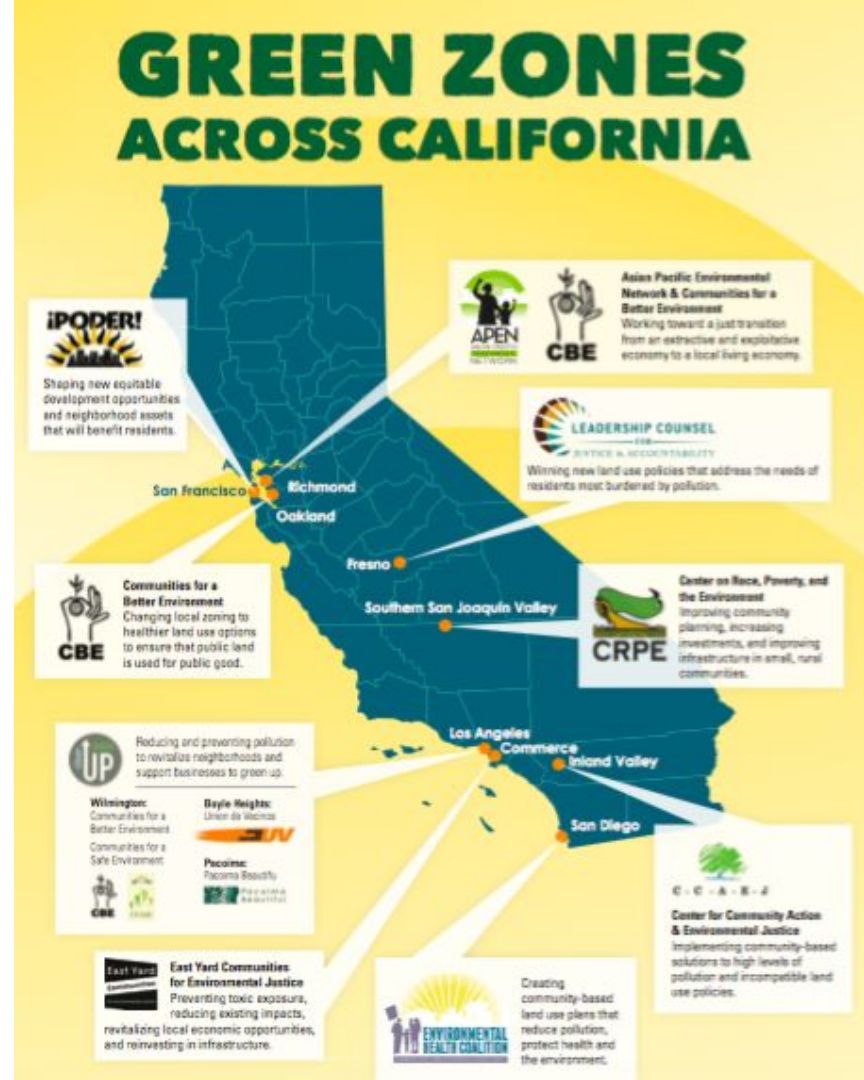 GREEN ZONES
ACROSS CALIFORNIA
¡PODER!
Shaping new equitable
development opportunities
and neighborhood assets
that will benefit residents.
APEN
NETWORK
CBE
Asian Pacific Environmental
Network & Communities for a
Better Environment
Working toward a just transition
from an extractive and exploitative
economy to a local living economy.
LEADERSHIP COUNSEL
FOR
JUSTICE & ACCOUNTABILITY
Winning new land use policies that address the needs of
residents most burdened by pollution.
San Francisco
Richmond
Oakland
Fresno
Southern San Joaquin Valley
CBE
Communities for a
Better Environment
Changing local zoning to
healthier land use options
to ensure that public land
is used for public good.
CRPE
Center on Race, Poverty, and
the Environment
Improving community
planning, increasing
investments, and improving
infrastructure in small, rural
communities.
Los Angeles
Commerce
Inland Valley
San Diego
UP
Reducing and preventing pollution
to revitalize neighborhoods and
support businesses to green up.
Wilmington:
Communities for a
Better Environment
Communities for a
Safe Environment
CBE
Boyle Heights:
Union de Vecinos
UV
Pacoima:
Pacoima Beautiful
Pacoima
Beautiful
C - C - A - E - J
Center for Community Action
& Environmental Justice
Implementing community-based
solutions to high levels of
pollution and incompatible land
use policies.
East Yard
Communities
East Yard Communities
for Environmental Justice
Preventing toxic exposure,
reducing existing impacts,
revitalizing local economic opportunities,
and reinvesting in infrastructure.
ENVIRONMENTAL
HEALTH COALITION
Creating
community-based
land use plans that
reduce pollution,
protect health and
the environment.